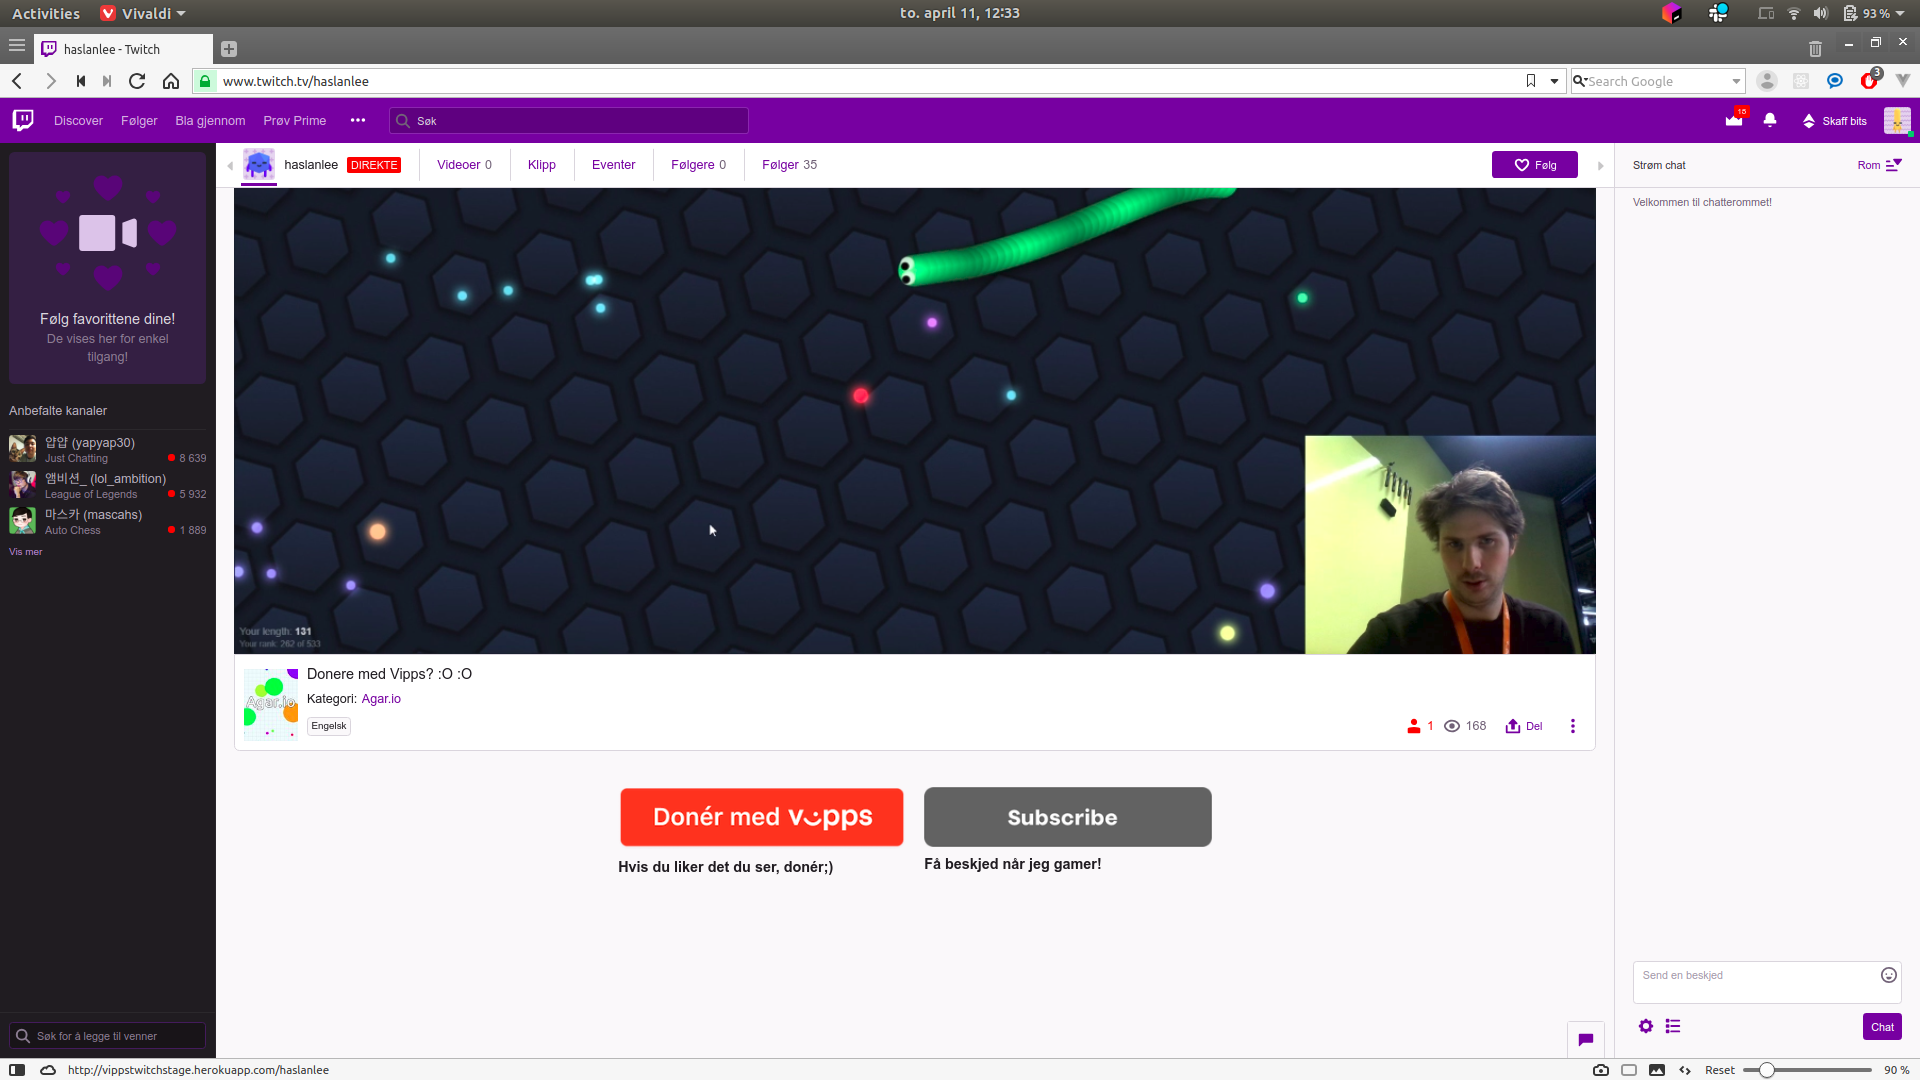 Activities Vivaldi to. april 11, 12:33 93 %
haslanlee - Twitch
www.twitch.tv/haslanlee Search Google 3
Discover Følger Bla gjennom Prøv Prime Søk Skaff bits
haslanlee DIREKTE Videoer 0 Klipp Eventer Følgere 0 Følger 35 Følg
Strøm chat Rom
Velkommen til chatterommet!
Følg favorittene dine!
De vises her for enkel
tilgang!
Anbefalte kanaler
얍얍 (yapyap30)
Just Chatting 8 639
앰비션_ (lol_ambition)
League of Legends 5 932
마스카 (mascahs)
Auto Chess 1 889
Vis mer
Your length: 131
Your rank: 262 of 533
Agar.io
Donere med Vipps? :O :O
Kategori: Agar.io
Engelsk
1 168 Del
Donér med vipps
Subscribe
Hvis du liker det du ser, donér;)
Få beskjed når jeg gamer!
Send en beskjed
Chat
Søk for å legge til venner
http://vippstwitchstage.herokuapp.com/haslanlee Reset 90 %